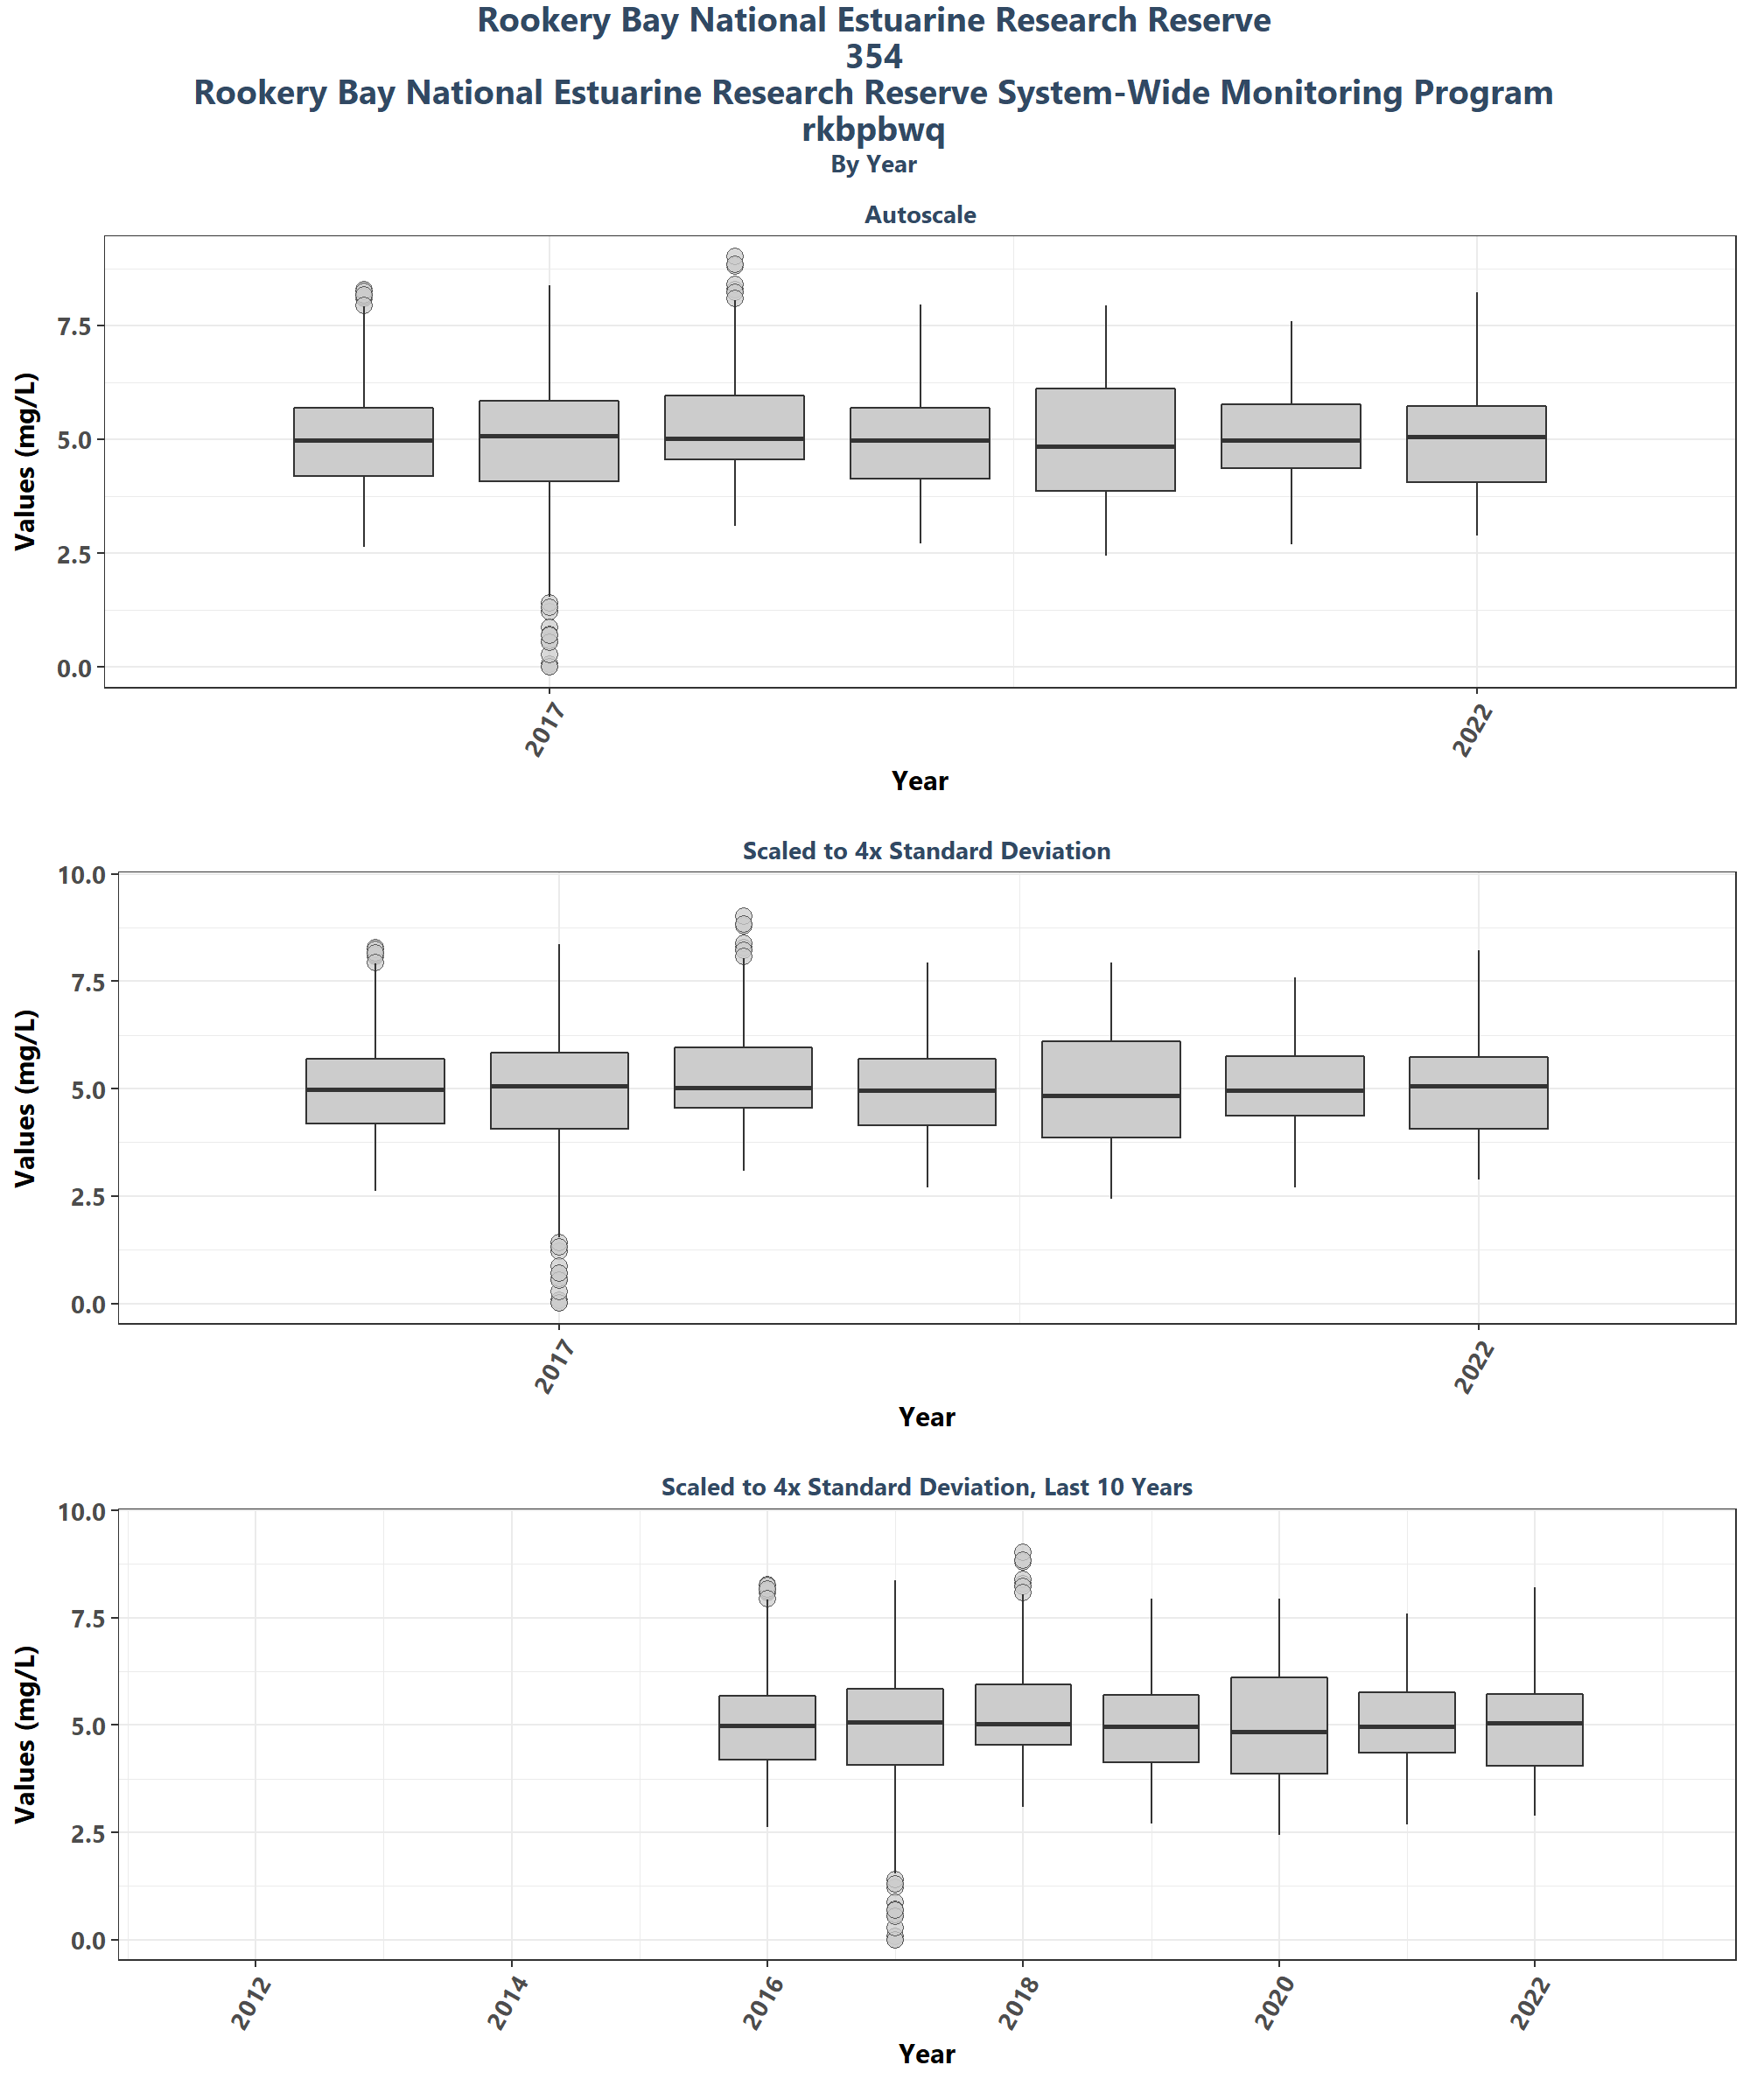 Rookery Bay National Estuarine Research Reserve
354
Rookery Bay National Estuarine Research Reserve System-Wide Monitoring Program
rkbpbwq
By Year
Autoscale
Values (mg/L)
7.5
5.0
2.5
0.0
2017
2022
Year
Scaled to 4x Standard Deviation
Values (mg/L)
10.0
7.5
5.0
2.5
0.0
2017
2022
Year
Scaled to 4x Standard Deviation, Last 10 Years
Values (mg/L)
10.0
7.5
5.0
2.5
0.0
2012
2014
2016
2018
2020
2022
Year